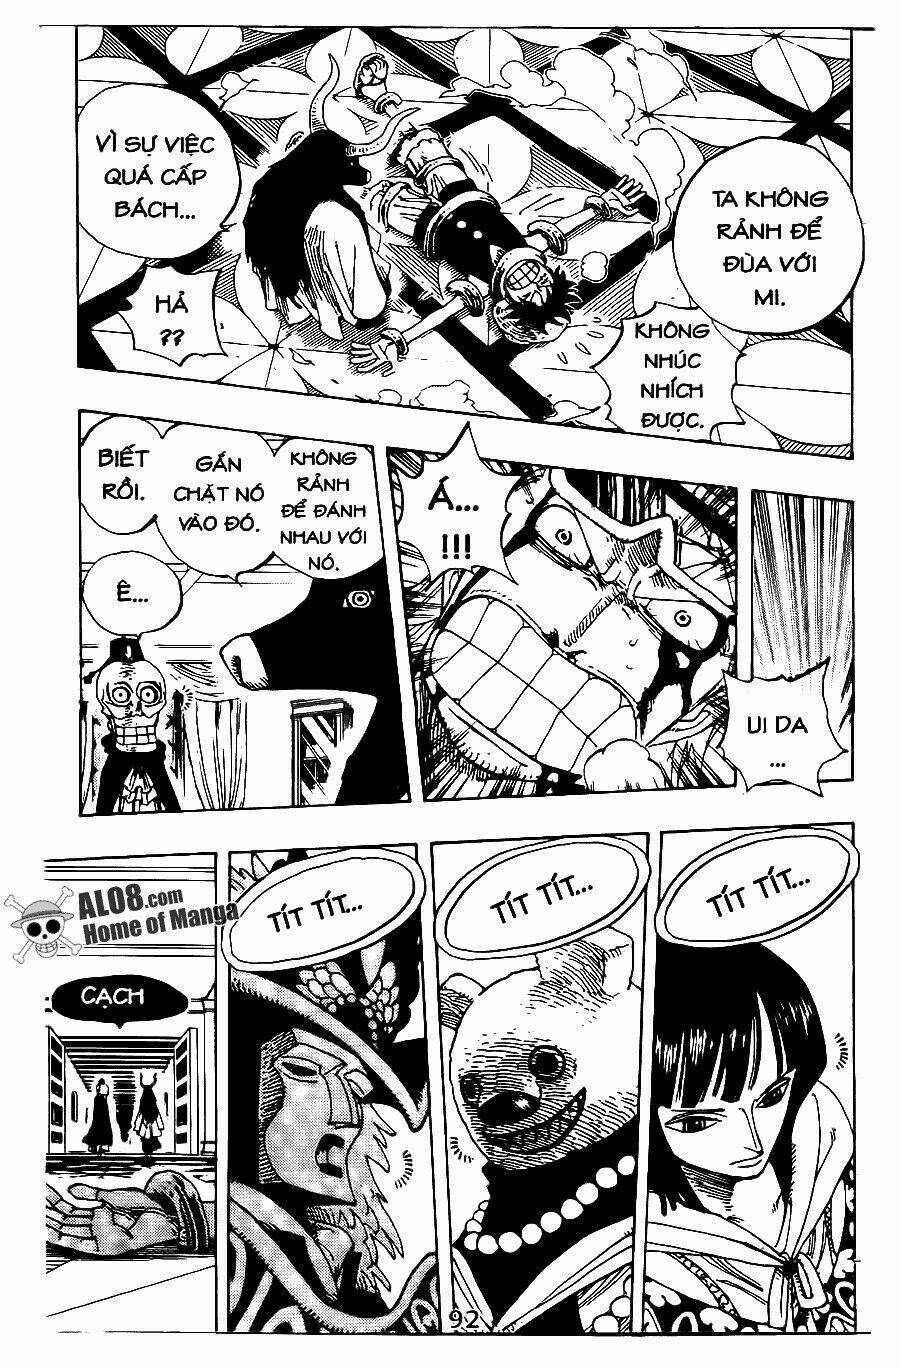 TA KHÔNG
RẢNH ĐỂ
ĐÙA VỚI
MI.
VÌ SỰ VIỆC
QUÁ CẤP
BÁCH...
KHÔNG
NHÚC
NHÍCH
ĐƯỢC.
HẢ
??
UI DA
...
Á...
!!!
KHÔNG
RẢNH
ĐỂ ĐÁNH
NHAU VỚI
NÓ.
GẮN
CHẶT NÓ
VÀO ĐÓ.
BIẾT
RỒI.
Ê...
TÍT TÍT...
TÍT TÍT...
TÍT TÍT...
CẠCH
ALO8.com
Home of Manga
92